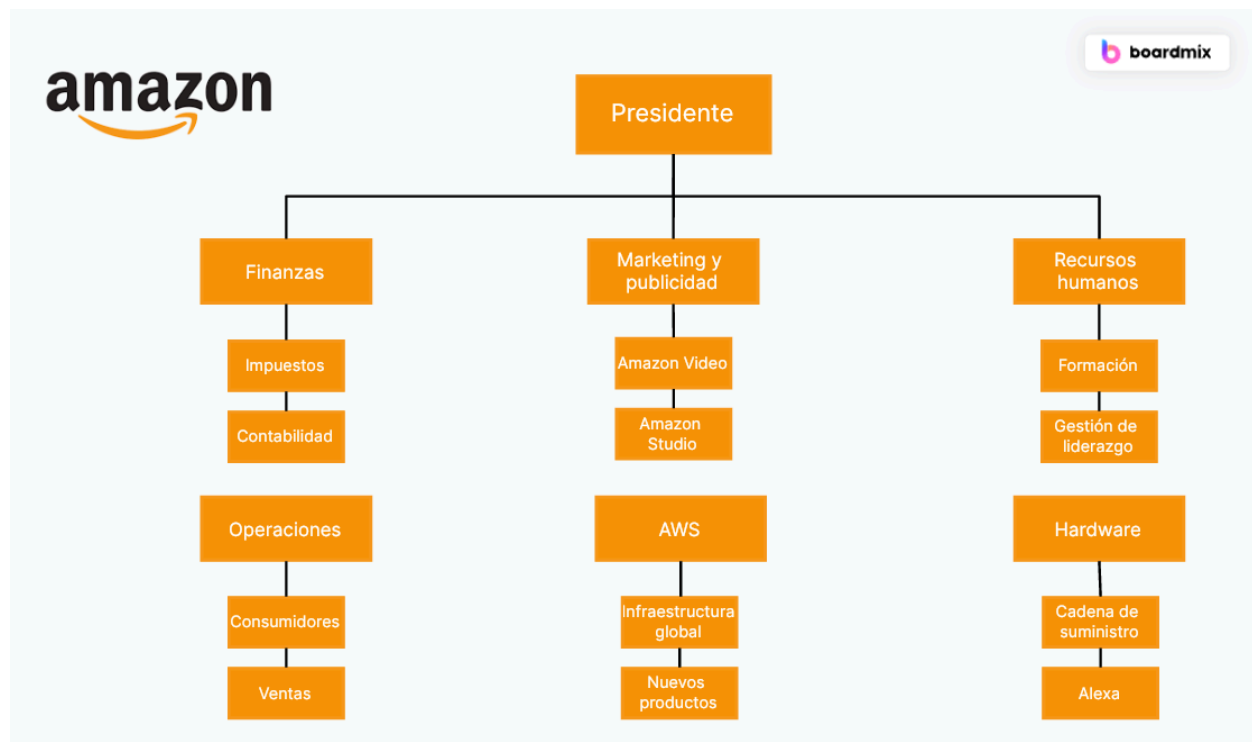 amazon
boardmix
Presidente
Finanzas
Marketing y
publicidad
Recursos
humanos
Impuestos
Amazon Video
Formación
Contabilidad
Amazon
Studio
Gestión de
liderazgo
Operaciones
AWS
Hardware
Consumidores
Infraestructura
global
Cadena de
suministro
Ventas
Nuevos
productos
Alexa